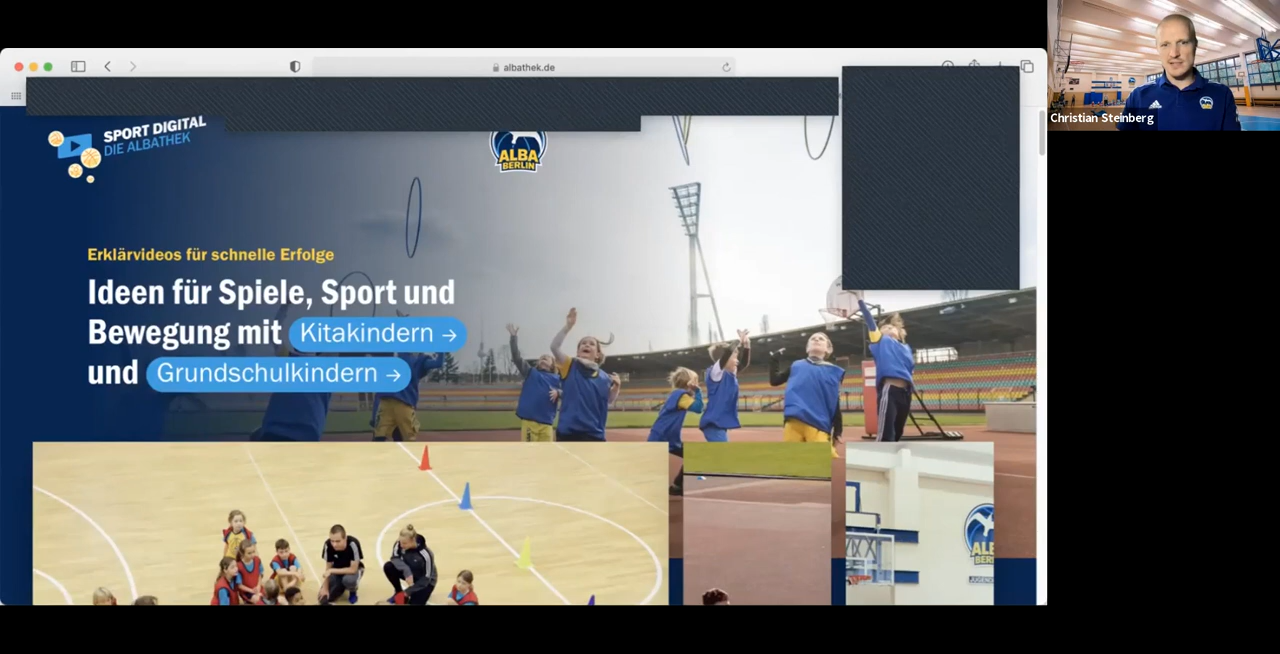 albathek.de
Christian Steinberg
SPORT DIGITAL
DIE ALBATHEK
ALBA
BERLIN
Erklärvideos für schnelle Erfolge
Ideen für Spiele, Sport und
Bewegung mit Kitakindern →
und Grundschulkindern →